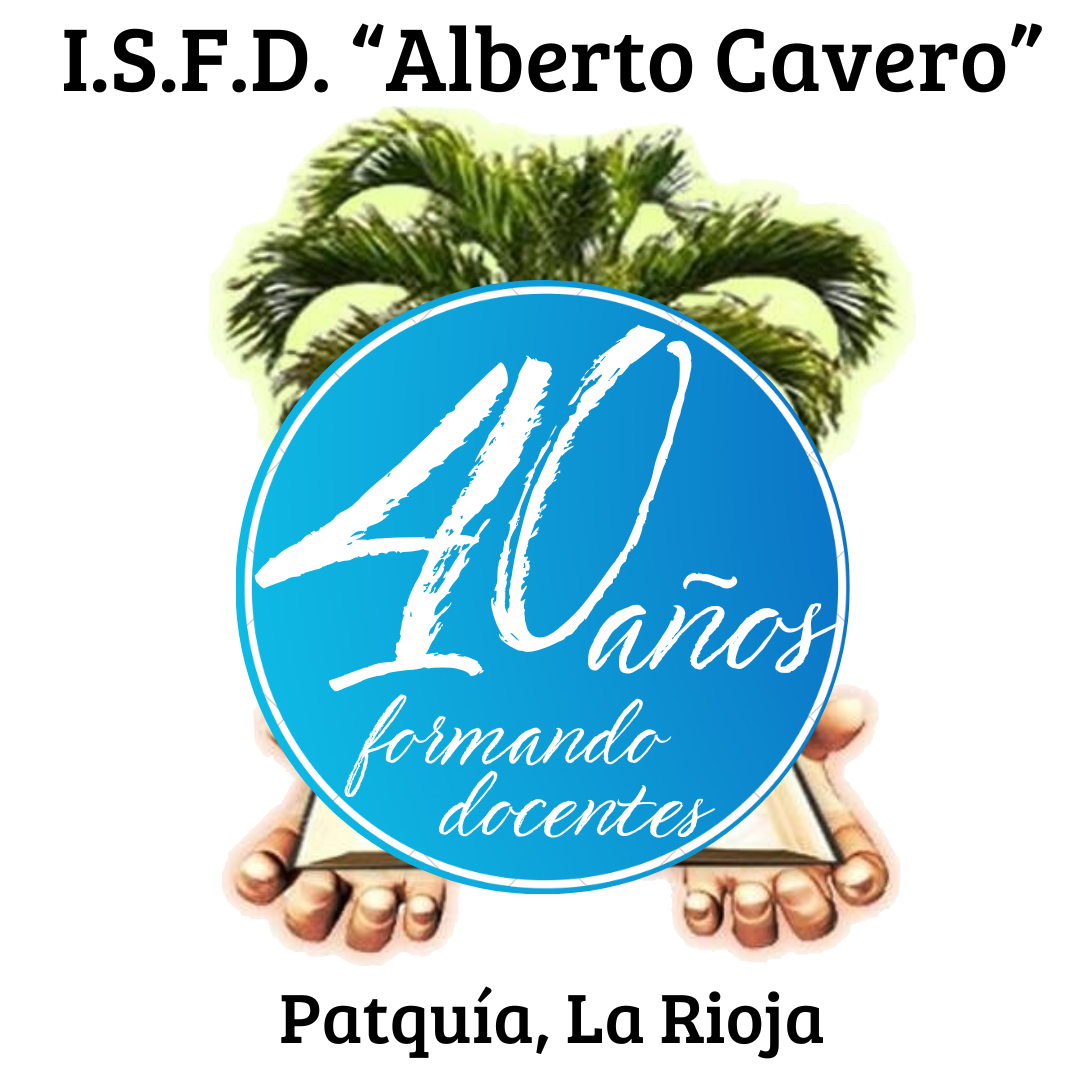 I.S.F.D. “Alberto Cavero”
40 años
formando
docentes
Patquía, La Rioja